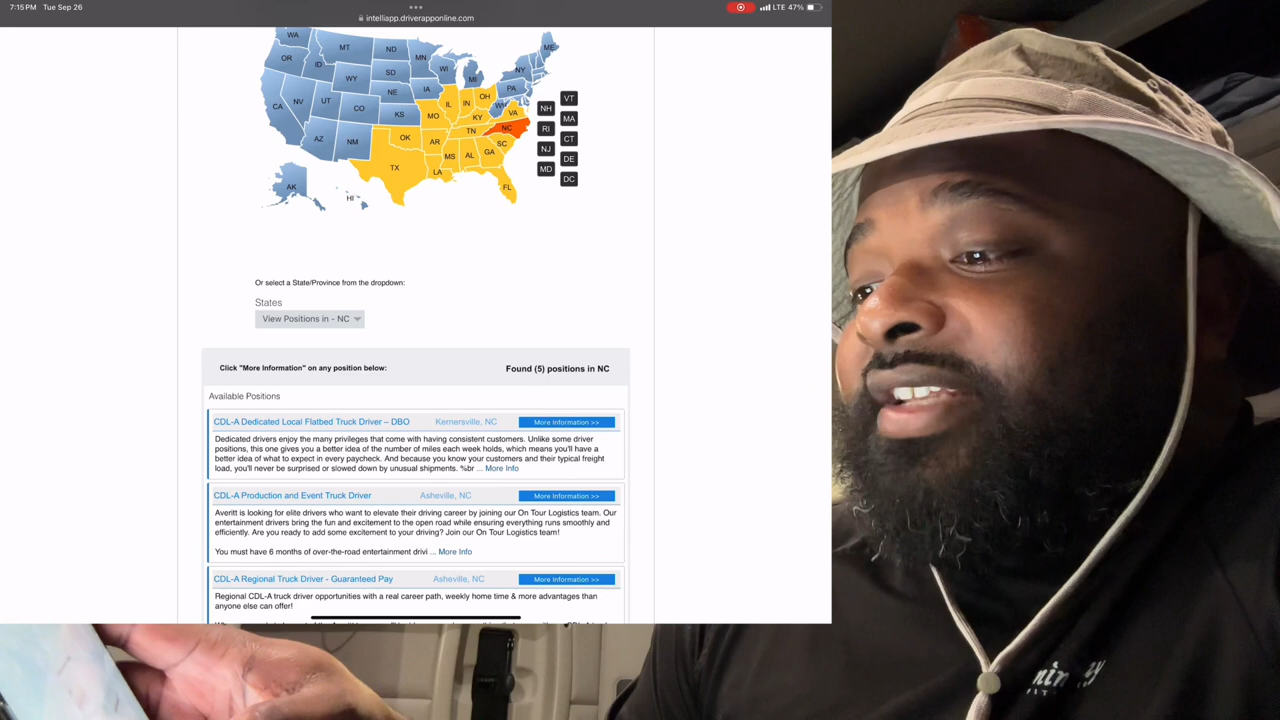 7:15 PM Tue Sep 26
LTE 47%
intelliapp.driverapponline.com
WA
MT
ND
MN
ME
OR
ID
SD
WI
MI
NY
WY
NE
IA
PA
NV
UT
CO
KS
CA
IL
IN
OH
VA
MO
KY
NC
AZ
NM
OK
AR
TN
SC
MS
AL
GA
TX
LA
FL
AK
HI
VT
NH
MA
RI
CT
NJ
DE
MD
DC
Or select a State/Province from the dropdown:
States
View Positions in - NC
Click "More Information" on any position below:
Found (5) positions in NC
Available Positions
CDL-A Dedicated Local Flatbed Truck Driver – DBO Kernersville, NC More Information >>
Dedicated drivers enjoy the many privileges that come with having consistent customers. Unlike some driver
positions, this one gives you a better idea of the number of miles each week holds, which means you'll have a
better idea of what to expect in every paycheck. And because you know your customers and their typical freight
load, you'll never be surprised or slowed down by unusual shipments. %br ... More Info
CDL-A Production and Event Truck Driver Asheville, NC More Information >>
Averitt is looking for elite drivers who want to elevate their driving career by joining our On Tour Logistics team. Our
entertainment drivers bring the fun and excitement to the open road while ensuring everything runs smoothly and
efficiently. Are you ready to add some excitement to your driving? Join our On Tour Logistics team!
You must have 6 months of over-the-road entertainment drivi ... More Info
CDL-A Regional Truck Driver - Guaranteed Pay Asheville, NC More Information >>
Regional CDL-A truck driver opportunities with a real career path, weekly home time & more advantages than
anyone else can offer!